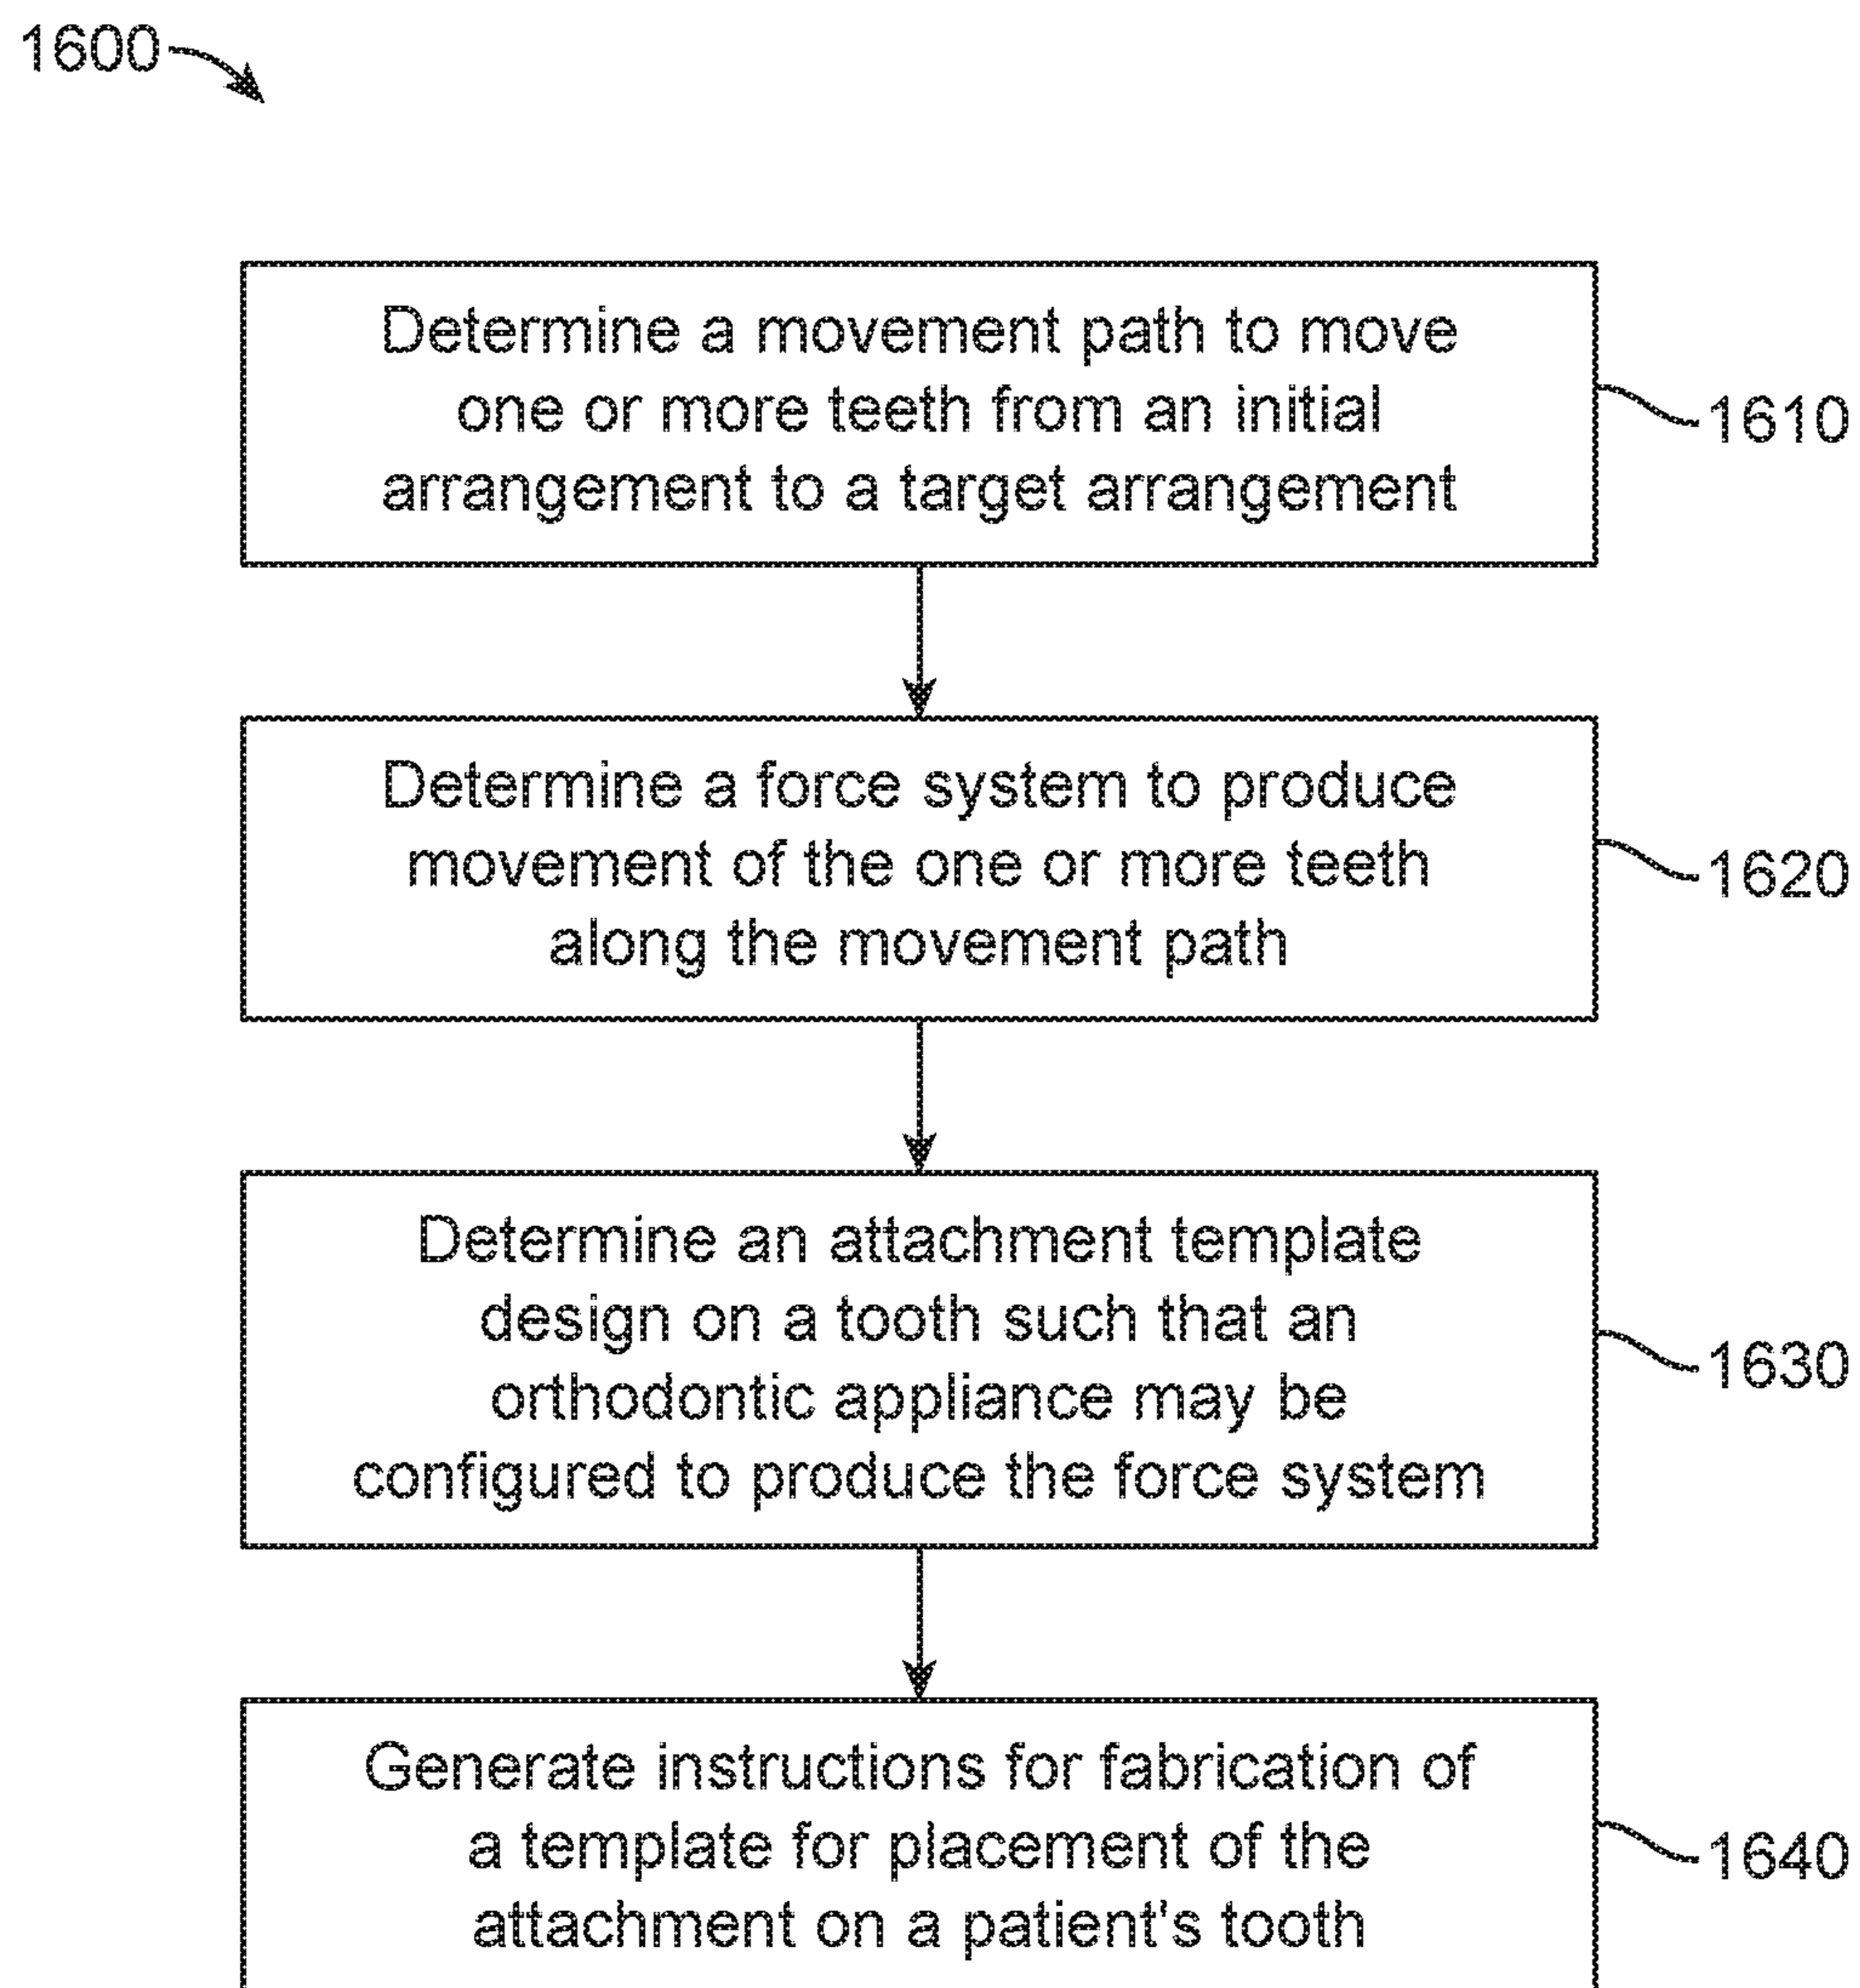 1600
Determine a movement path to move
one or more teeth from an initial
arrangement to a target arrangement
1610
Determine a force system to produce
movement of the one or more teeth
along the movement path
1620
Determine an attachment template
design on a tooth such that an
orthodontic appliance may be
configured to produce the force system
1630
Generate instructions for fabrication of
a template for placement of the
attachment on a patient's tooth
1640